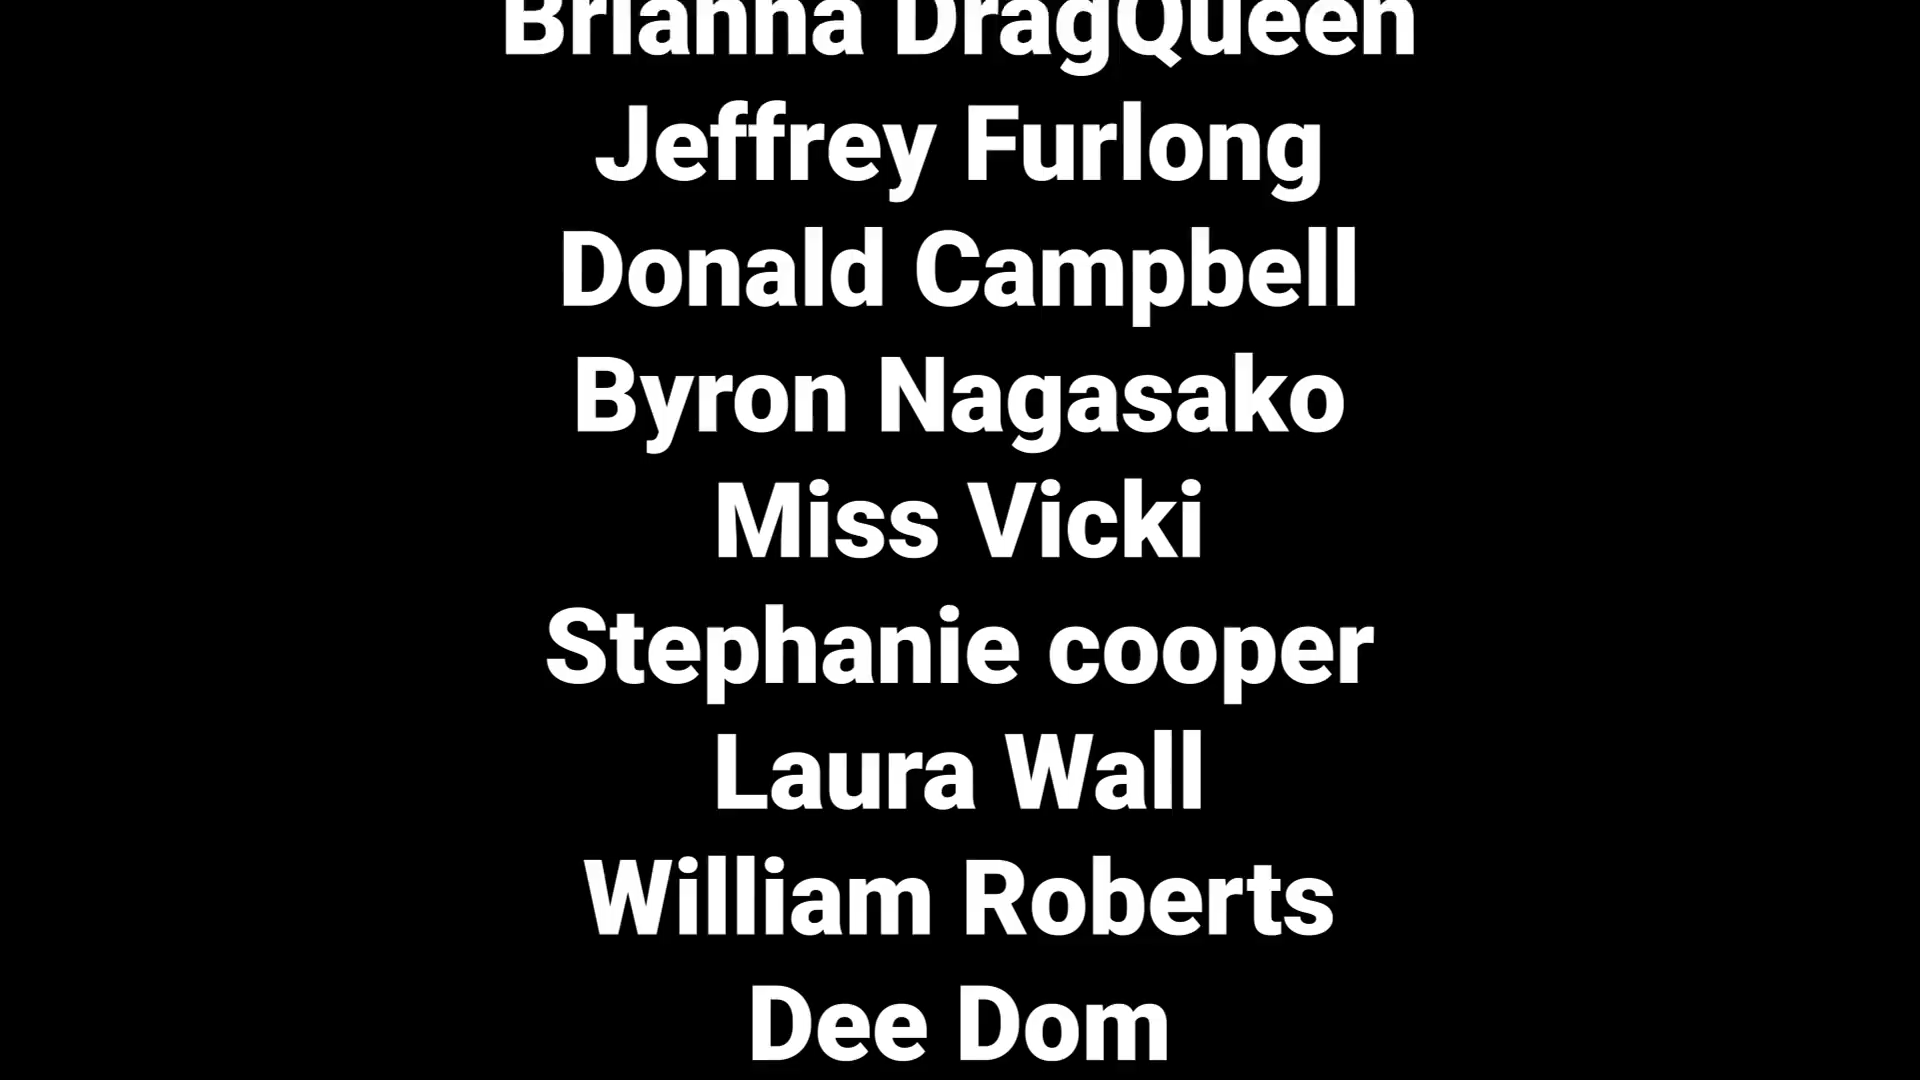 Brianna DragQueen
Jeffrey Furlong
Donald Campbell
Byron Nagasako
Miss Vicki
Stephanie cooper
Laura Wall
William Roberts
Dee Dom